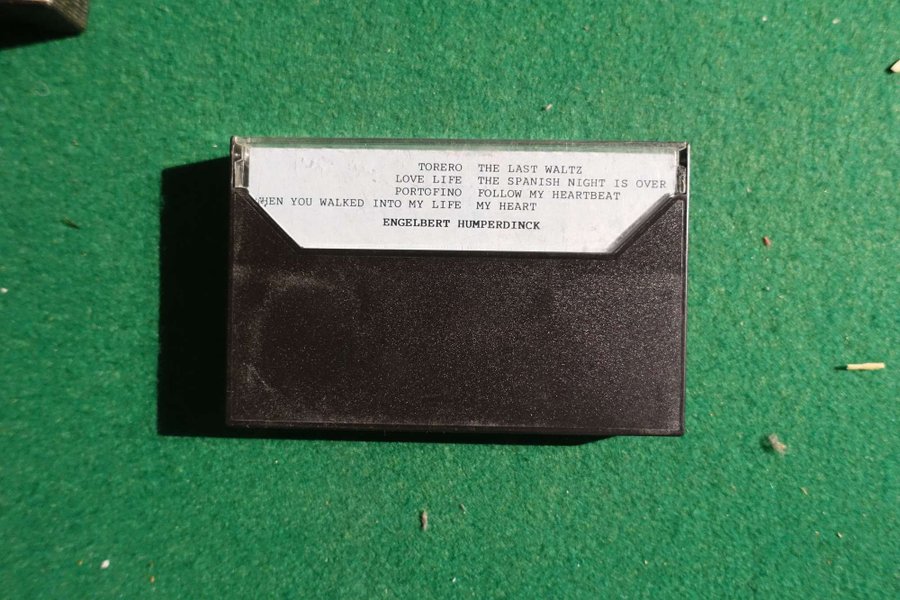 TORERO THE LAST WALTZ
LOVE LIFE THE SPANISH NIGHT IS OVER
PORTOFINO FOLLOW MY HEARTBEAT
WHEN YOU WALKED INTO MY LIFE MY HEART
ENGELBERT HUMPERDINCK